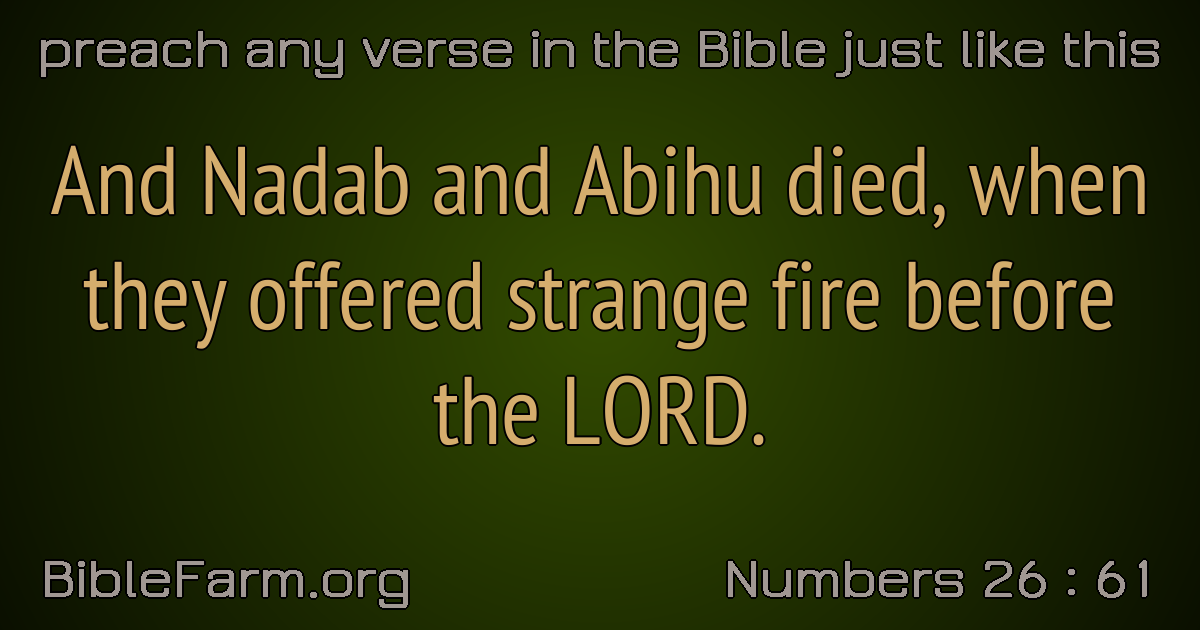 preach any verse in the Bible just like this
And Nadab and Abihu died, when
they offered strange fire before
the LORD.
BibleFarm.org
Numbers 26 : 61